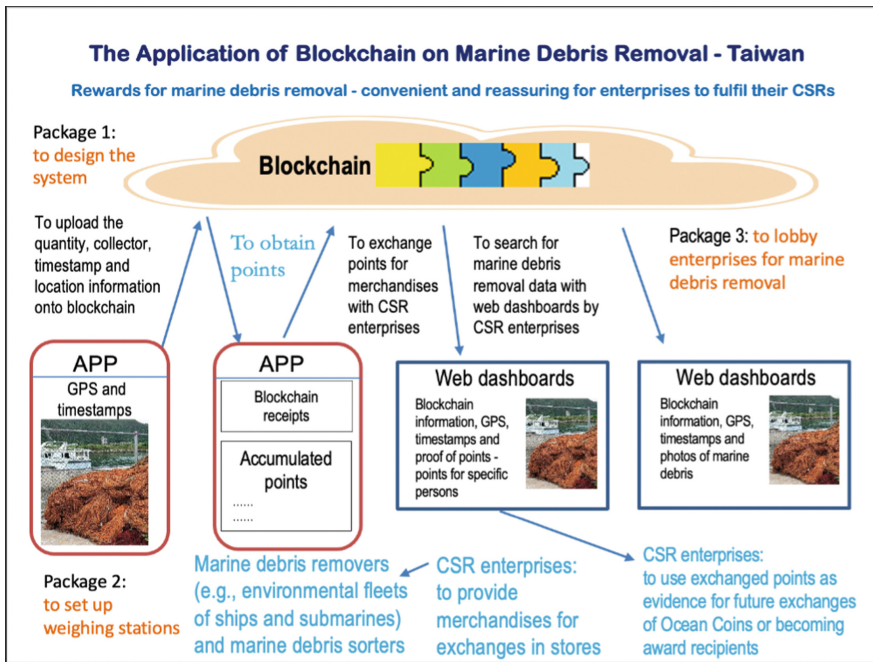 The Application of Blockchain on Marine Debris Removal - Taiwan
Rewards for marine debris removal - convenient and reassuring for enterprises to fulfil their CSRs
Package 1:
to design the
system
Blockchain
To upload the
quantity, collector,
timestamp and
location information
onto blockchain
To obtain
points
To exchange
points for
merchandises
with CSR
enterprises
To search for
marine debris
removal data with
web dashboards by
CSR enterprises
Package 3: to lobby
enterprises for marine
debris removal
APP
GPS and
timestamps
APP
Blockchain
receipts
Accumulated
points
......
......
Web dashboards
Blockchain
information, GPS,
timestamps and
proof of points -
points for specific
persons
Web dashboards
Blockchain
information, GPS,
timestamps and
photos of marine
debris
Package 2:
to set up
weighing stations
Marine debris removers
(e.g., environmental fleets
of ships and submarines)
and marine debris sorters
CSR enterprises:
to provide
merchandises for
exchanges in stores
CSR enterprises:
to use exchanged points as
evidence for future exchanges
of Ocean Coins or becoming
award recipients